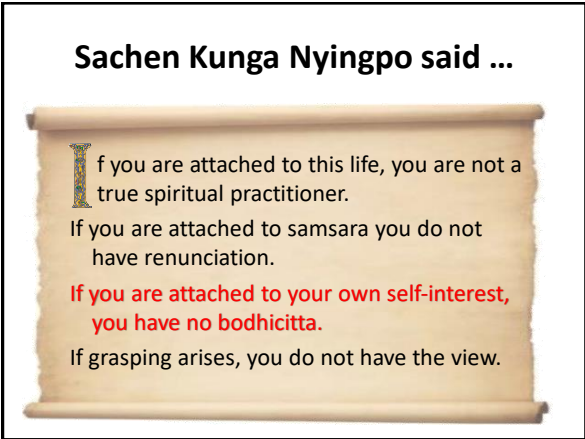 Sachen Kunga Nyingpo said …
If you are attached to this life, you are not a
true spiritual practitioner.
If you are attached to samsara you do not
have renunciation.
If you are attached to your own self-interest,
you have no bodhicitta.
If grasping arises, you do not have the view.